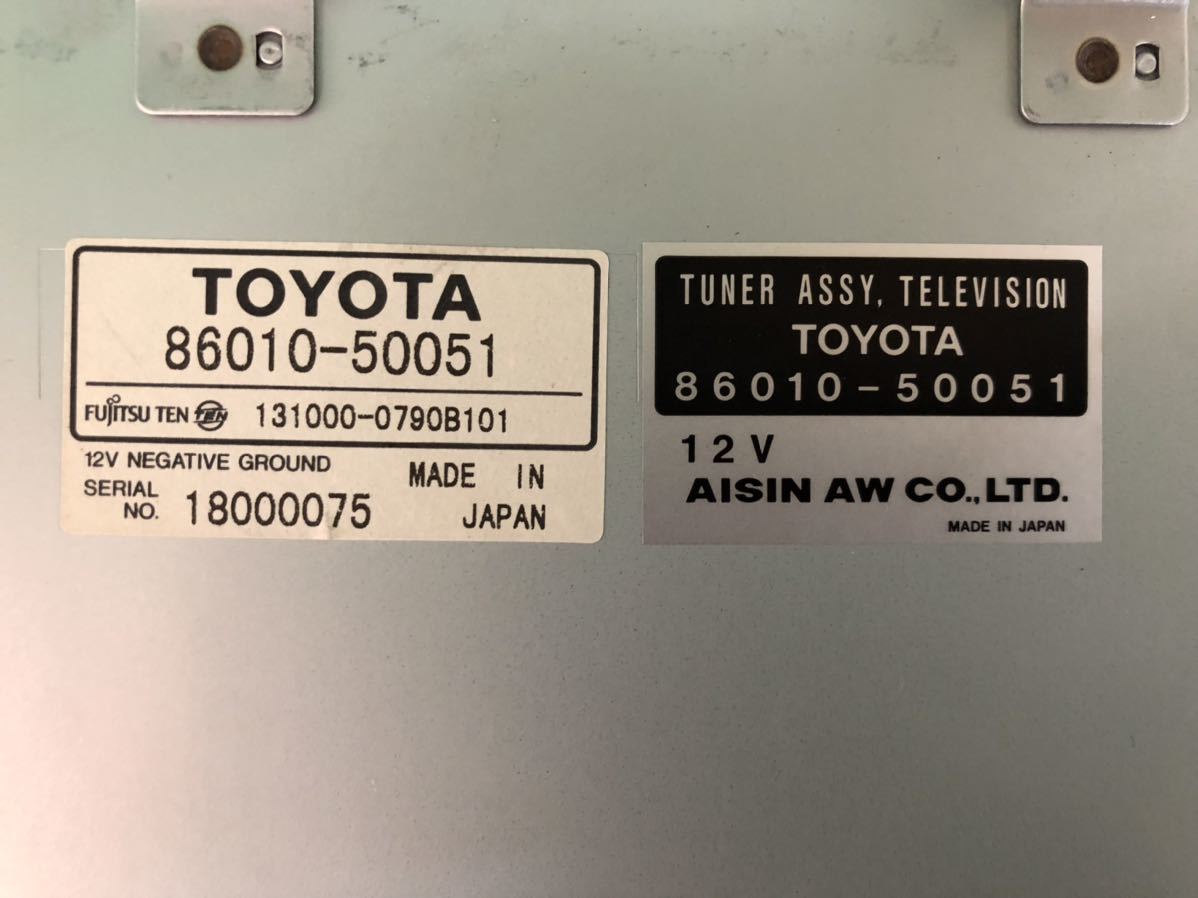 TOYOTA
86010-50051
FUJITSU TEN TEN 131000-0790B101
12V NEGATIVE GROUND
SERIAL NO. 18000075
MADE IN JAPAN
TUNER ASSY, TELEVISION
TOYOTA
86010-50051
12V
AISIN AW CO., LTD.
MADE IN JAPAN